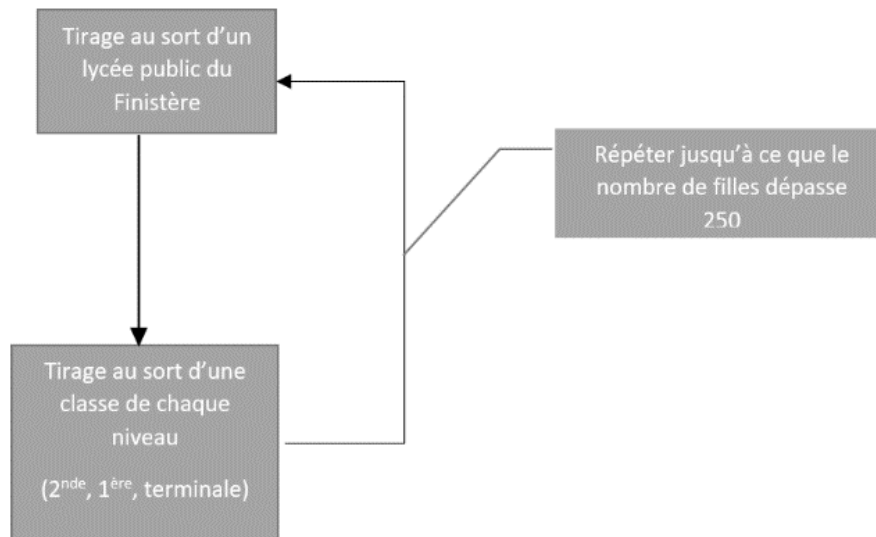 Tirage au sort d’un
lycée public du
Finistère
Répéter jusqu’à ce que le
nombre de filles dépasse
250
Tirage au sort d’une
classe de chaque
niveau
(2nde, 1ère, terminale)